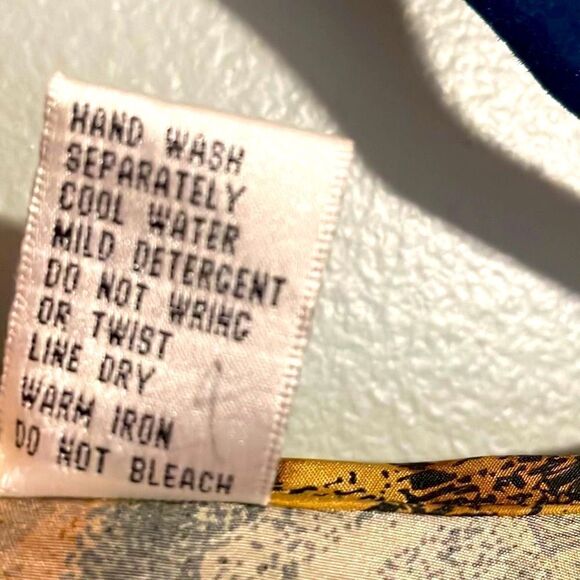 HAND WASH
SEPARATELY
COOL WATER
MILD DETERGENT
DO NOT WRING
OR TWIST
LINE DRY
WARM IRON
DO NOT BLEACH